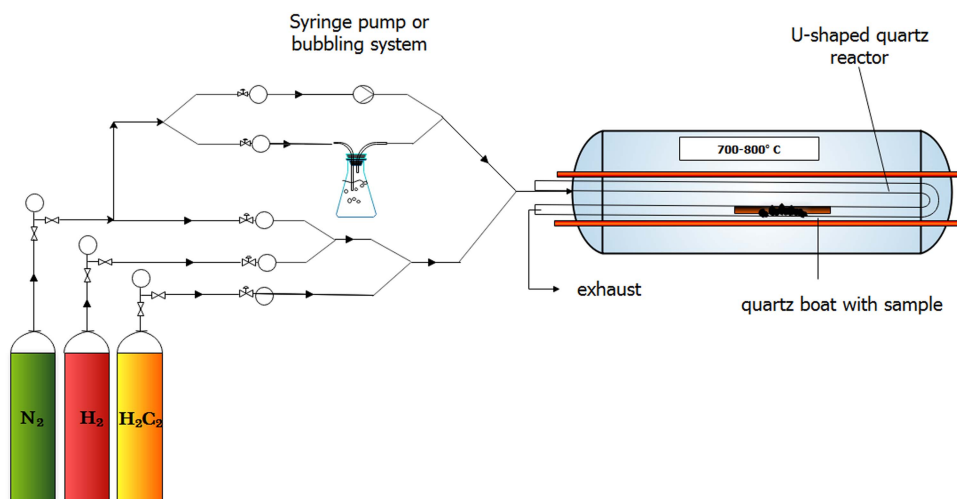 Syringe pump or
bubbling system
U-shaped quartz
reactor
700-800° C
exhaust
quartz boat with sample
N₂
H₂
H₂C₂